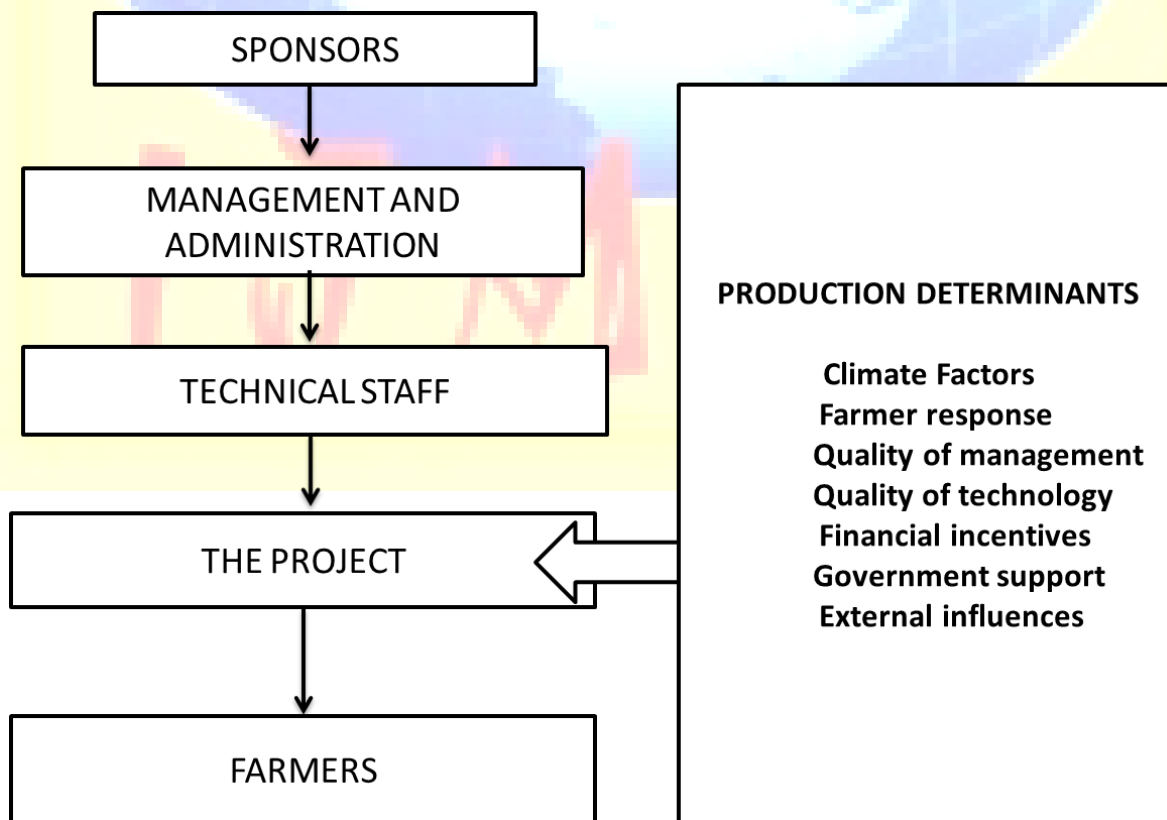 SPONSORS
MANAGEMENT AND
ADMINISTRATION
TECHNICAL STAFF
THE PROJECT
FARMERS
PRODUCTION DETERMINANTS
Climate Factors
Farmer response
Quality of management
Quality of technology
Financial incentives
Government support
External influences